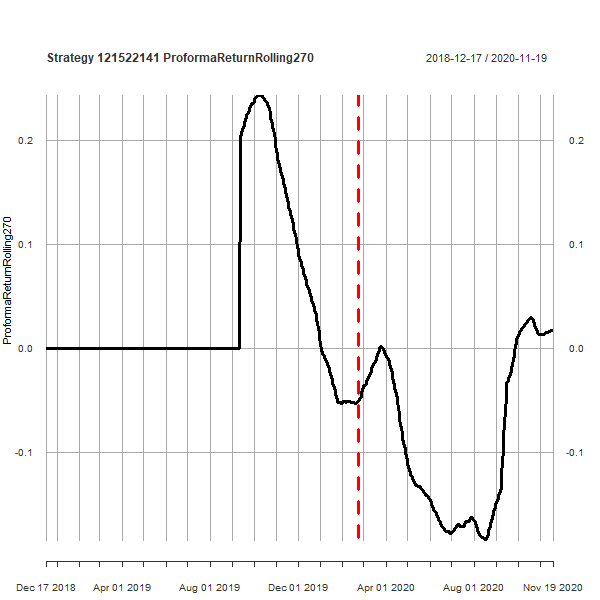 Strategy 121522141 ProformaReturnRolling270 2018-12-17 / 2020-11-19
ProformaReturnRolling270
0.2 0.2
0.1 0.1
0.0 0.0
-0.1 -0.1
Dec 17 2018 Apr 01 2019 Aug 01 2019 Dec 01 2019 Apr 01 2020 Aug 01 2020 Nov 19 2020